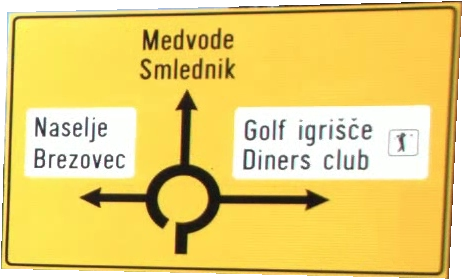 Medvode
Smlednik
Naselje
Brezovec
Golf igrišče
Diners club